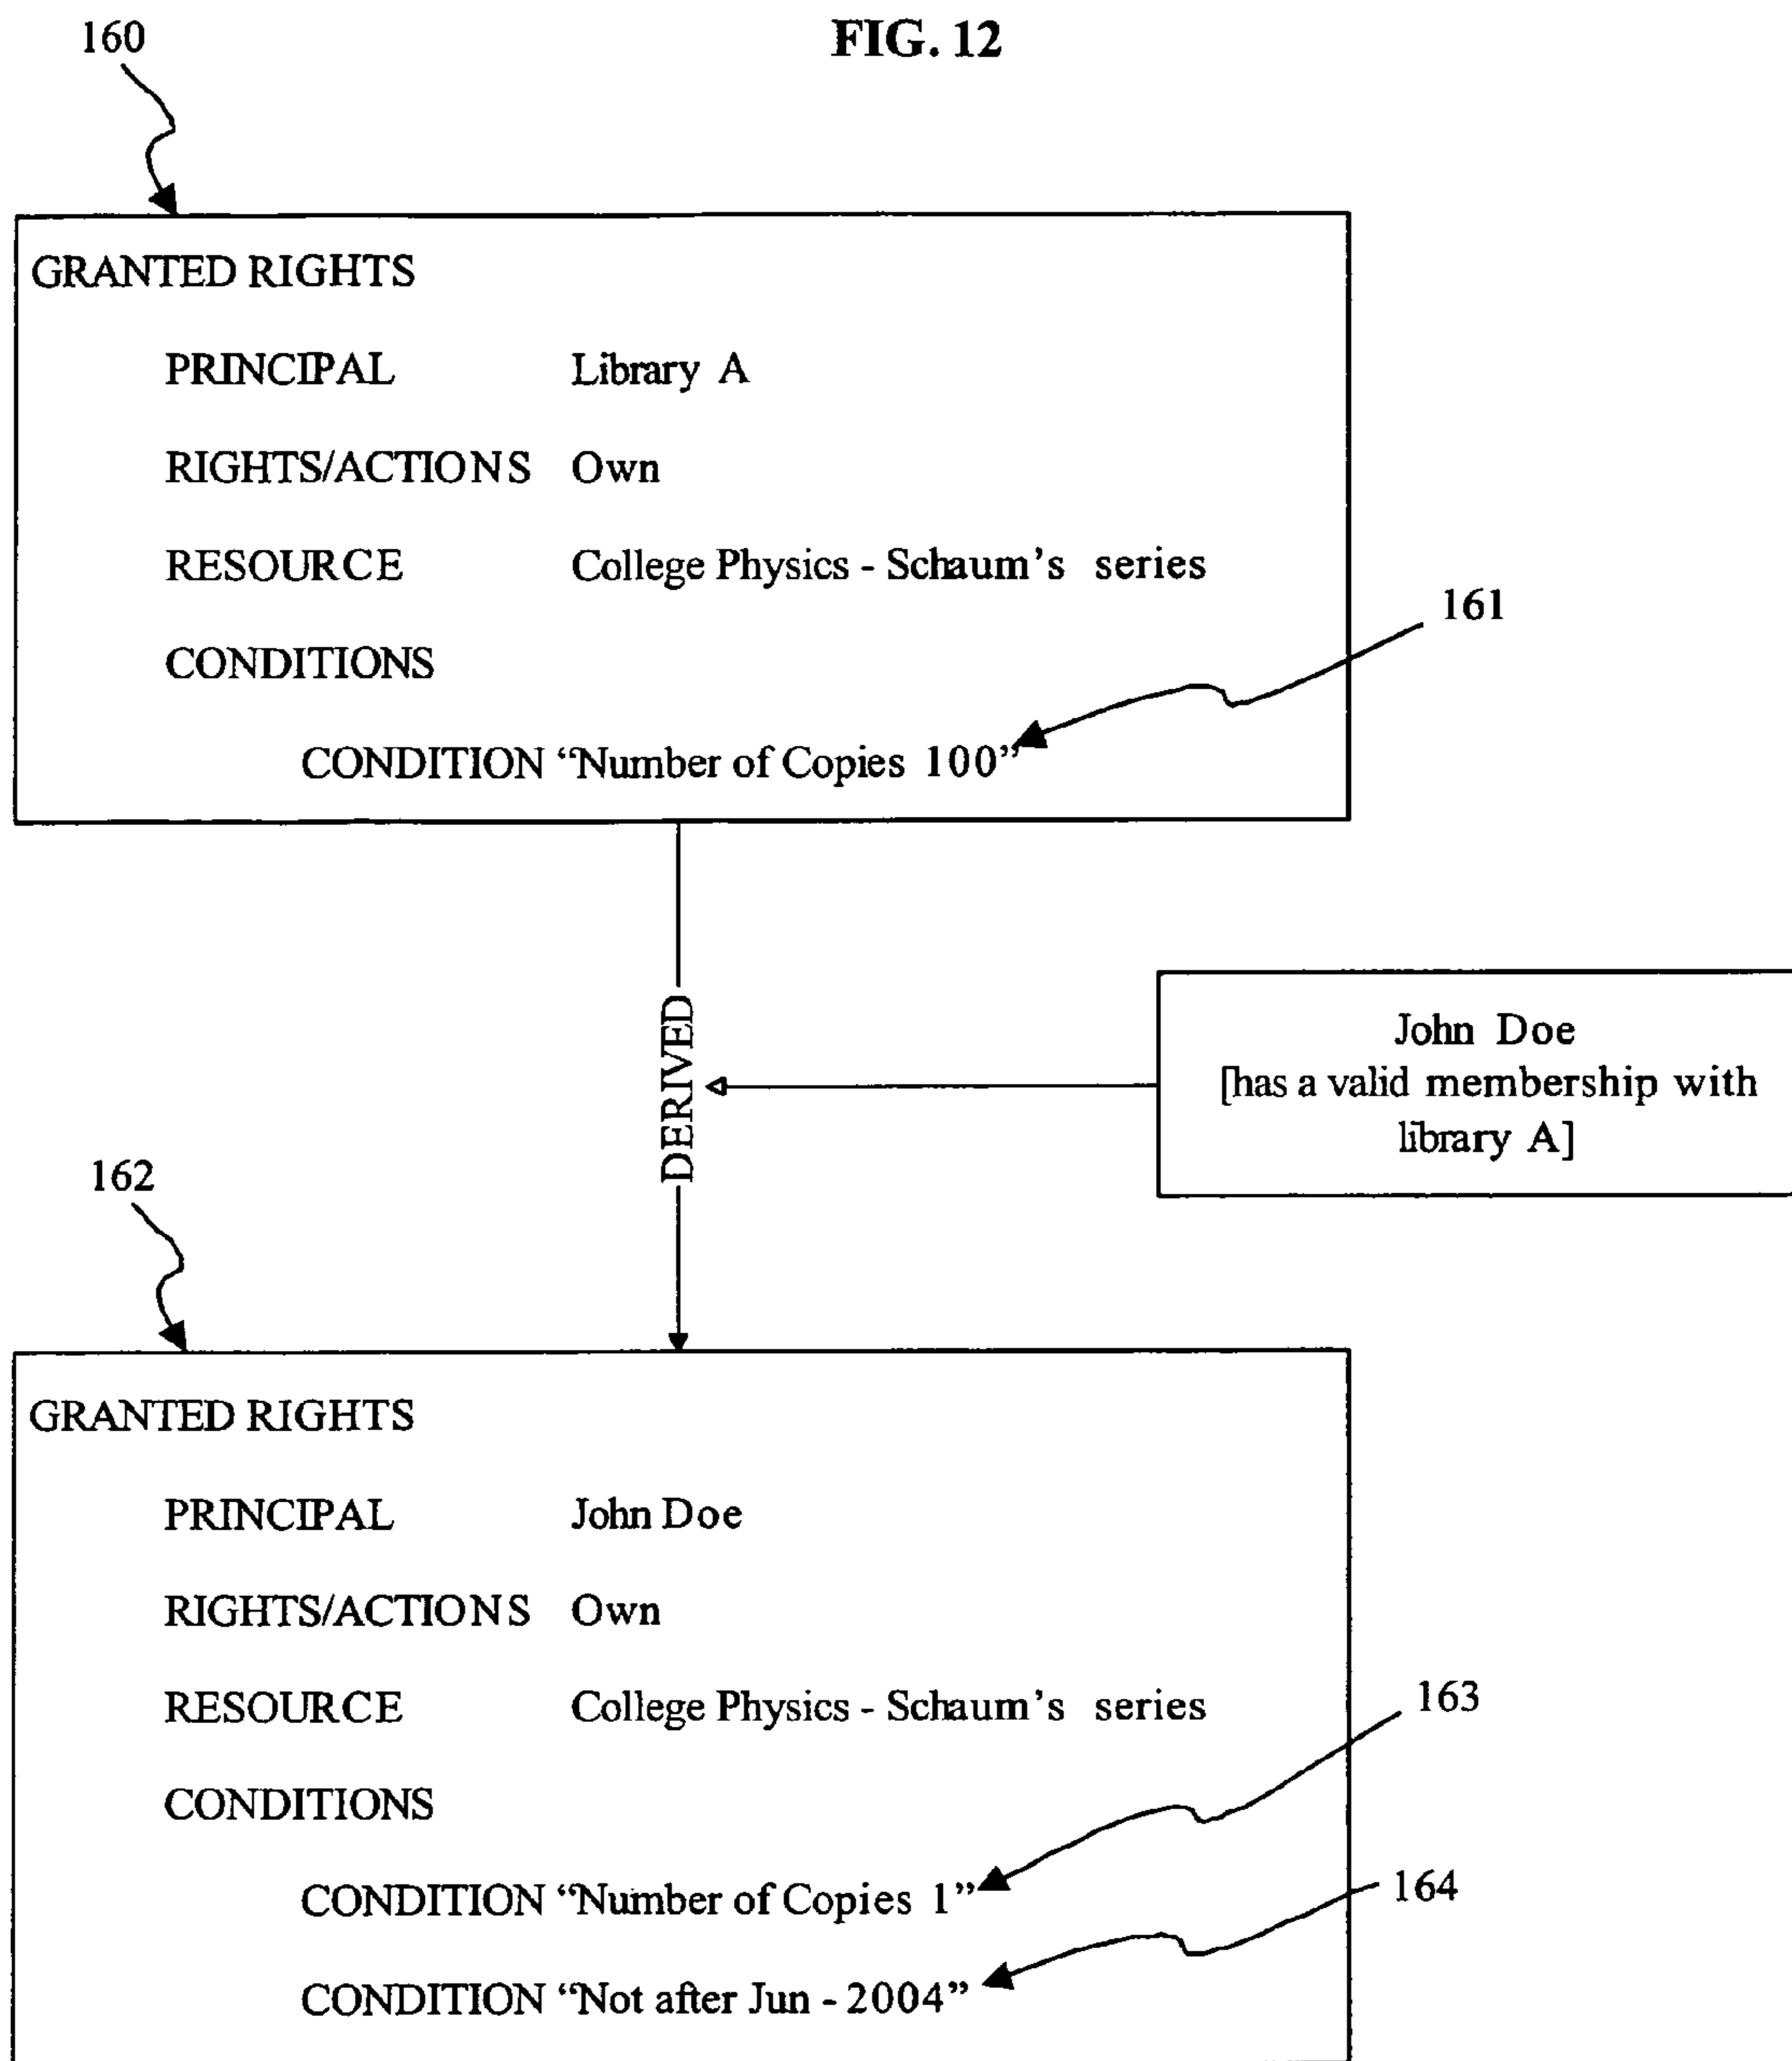 FIG. 12
160
GRANTED RIGHTS
PRINCIPAL Library A
RIGHTS/ACTIONS Own
RESOURCE College Physics - Schaum's series
161
CONDITIONS
CONDITION “Number of Copies 100”
DERIVED
John Doe
[has a valid membership with
library A]
162
GRANTED RIGHTS
PRINCIPAL John Doe
RIGHTS/ACTIONS Own
RESOURCE College Physics - Schaum's series
163
CONDITIONS
CONDITION “Number of Copies 1”
164
CONDITION “Not after Jun - 2004”